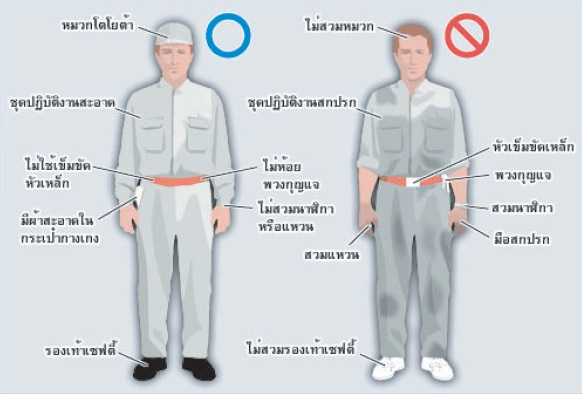 หมวกโตโยต้า
ชุดปฏิบัติงานสะอาด
ไม่ใช้เข็มขัด
หัวเหล็ก
มีผ้าสะอาดใน
กระเป๋ากางเกง
ไม่ห้อย
พวงกุญแจ
ไม่สวมนาฬิกา
หรือแหวน
รองเท้าเซฟตี้
ไม่สวมหมวก
ชุดปฏิบัติงานสกปรก
หัวเข็มขัดเหล็ก
พวงกุญแจ
สวมนาฬิกา
มือสกปรก
สวมแหวน
ไม่สวมรองเท้าเซฟตี้